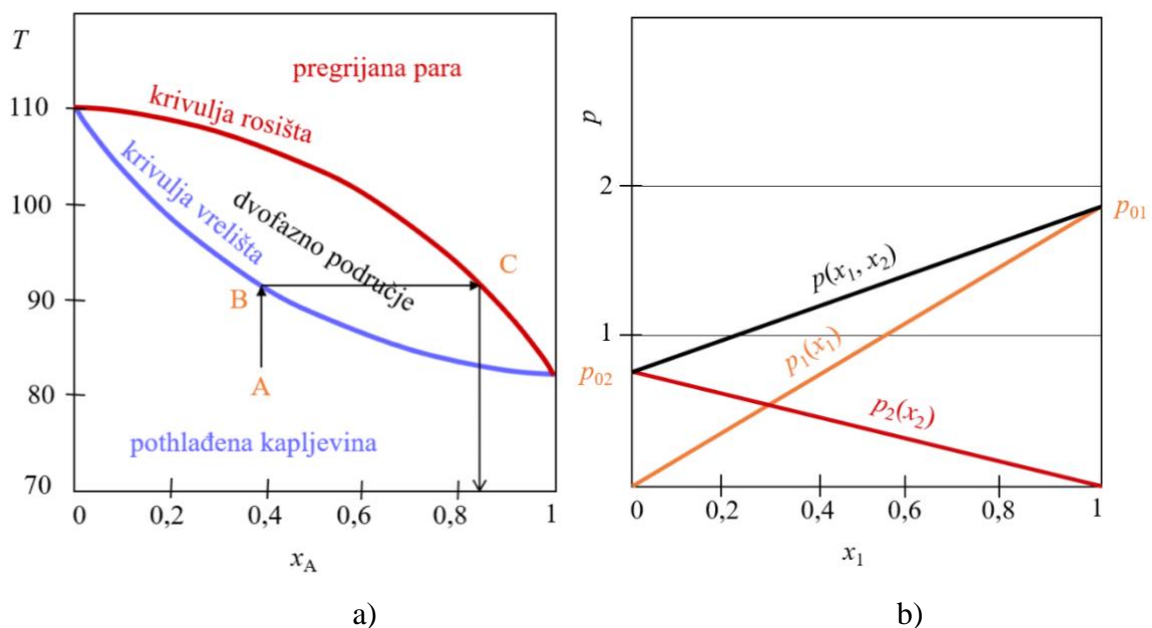 T
110
100
90
80
70
0
0,2
0,4
0,6
0,8
1
x_A
pregrijana para
krivulja rosišta
krivulja vrelišta
dvofazno područje
B
C
A
pothlađena kapljevina
a)
p
2
1
p_01
p_02
p(x_1, x_2)
p_1(x_1)
p_2(x_2)
0
0,2
0,4
0,6
0,8
1
x_1
b)